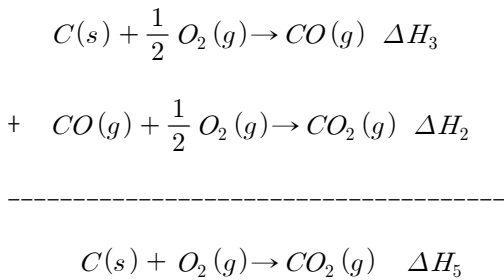 C(s) + 1/2 O₂(g) → CO(g) ΔH₃
+ CO(g) + 1/2 O₂(g) → CO₂(g) ΔH₂
--------------------------------------
C(s) + O₂(g) → CO₂(g) ΔH₅